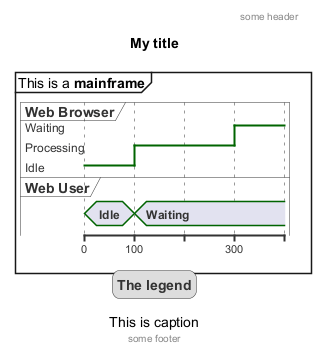 some header
My title
This is a mainframe
Web Browser
Waiting
Processing
Idle
Web User
Idle Waiting
0 100 300
The legend
This is caption
some footer